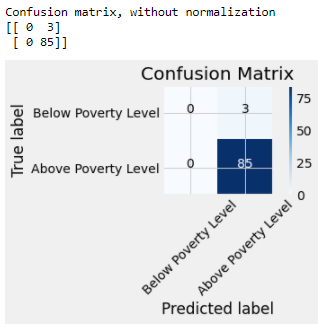 Confusion matrix, without normalization
[[ 0  3]
 [ 0 85]]
Confusion Matrix
True label
Below Poverty Level
0 3
Above Poverty Level
0 85
75
50
25
0
Below Poverty Level
Above Poverty Level
Predicted label